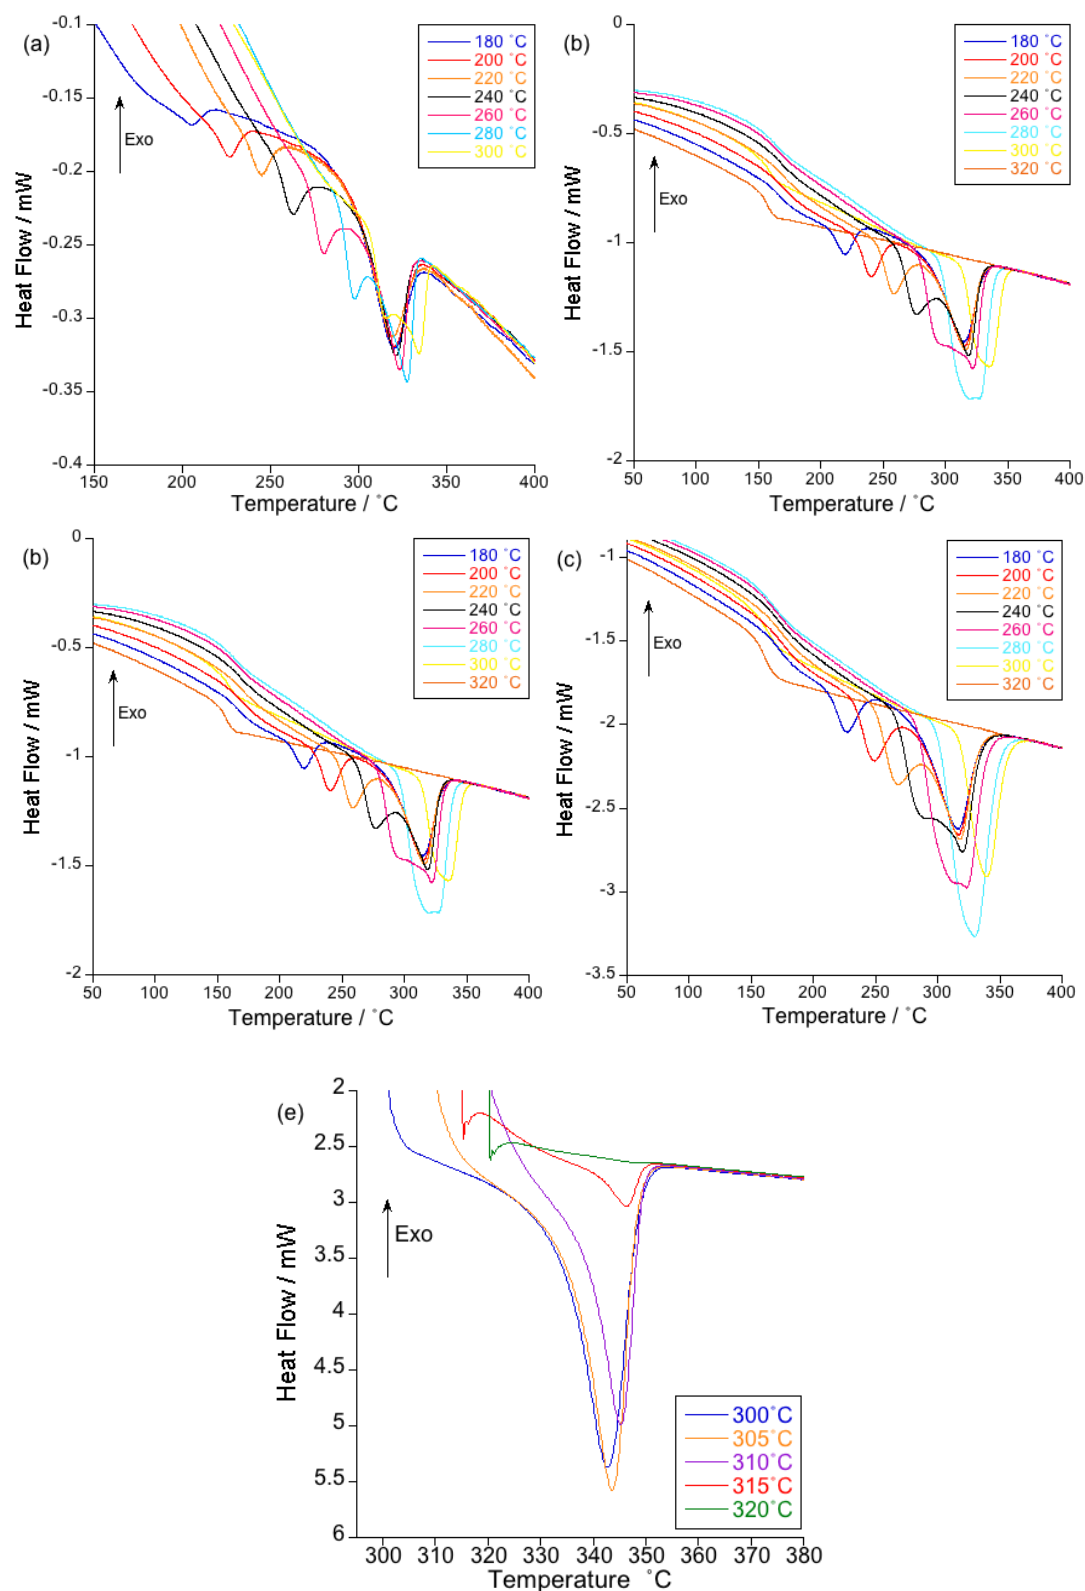 (a)
-0.1
-0.15
-0.2
-0.25
-0.3
-0.35
-0.4
Heat Flow / mW
Exo
180 ˚C
200 ˚C
220 ˚C
240 ˚C
260 ˚C
280 ˚C
300 ˚C
150 200 250 300 350 400
Temperature / ˚C
(b)
0
-0.5
-1
-1.5
-2
Heat Flow / mW
Exo
180 ˚C
200 ˚C
220 ˚C
240 ˚C
260 ˚C
280 ˚C
300 ˚C
320 ˚C
50 100 150 200 250 300 350 400
Temperature / ˚C
(b)
0
-0.5
-1
-1.5
-2
Heat Flow / mW
Exo
180 ˚C
200 ˚C
220 ˚C
240 ˚C
260 ˚C
280 ˚C
300 ˚C
320 ˚C
50 100 150 200 250 300 350 400
Temperature / ˚C
(c)
-1
-1.5
-2
-2.5
-3
-3.5
Heat Flow / mW
Exo
180 ˚C
200 ˚C
220 ˚C
240 ˚C
260 ˚C
280 ˚C
300 ˚C
320 ˚C
50 100 150 200 250 300 350 400
Temperature / ˚C
(e)
2
2.5
3
3.5
4
4.5
5
5.5
6
Heat Flow / mW
Exo
300˚C
305˚C
310˚C
315˚C
320˚C
300 310 320 330 340 350 360 370 380
Temperature ˚C